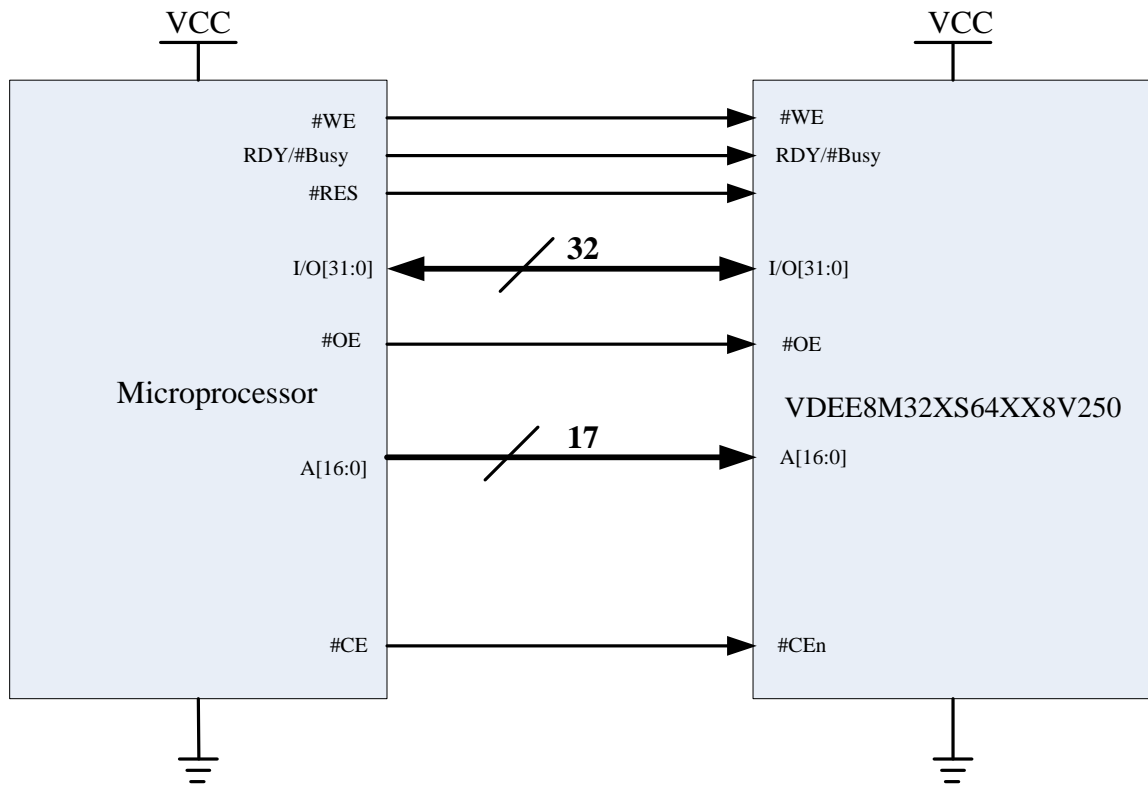 VCC VCC
#WE #WE
RDY/#Busy RDY/#Busy
#RES
32
I/O[31:0] I/O[31:0]
#OE #OE
Microprocessor VDEE8M32XS64XX8V250
17
A[16:0] A[16:0]
#CE #CEn